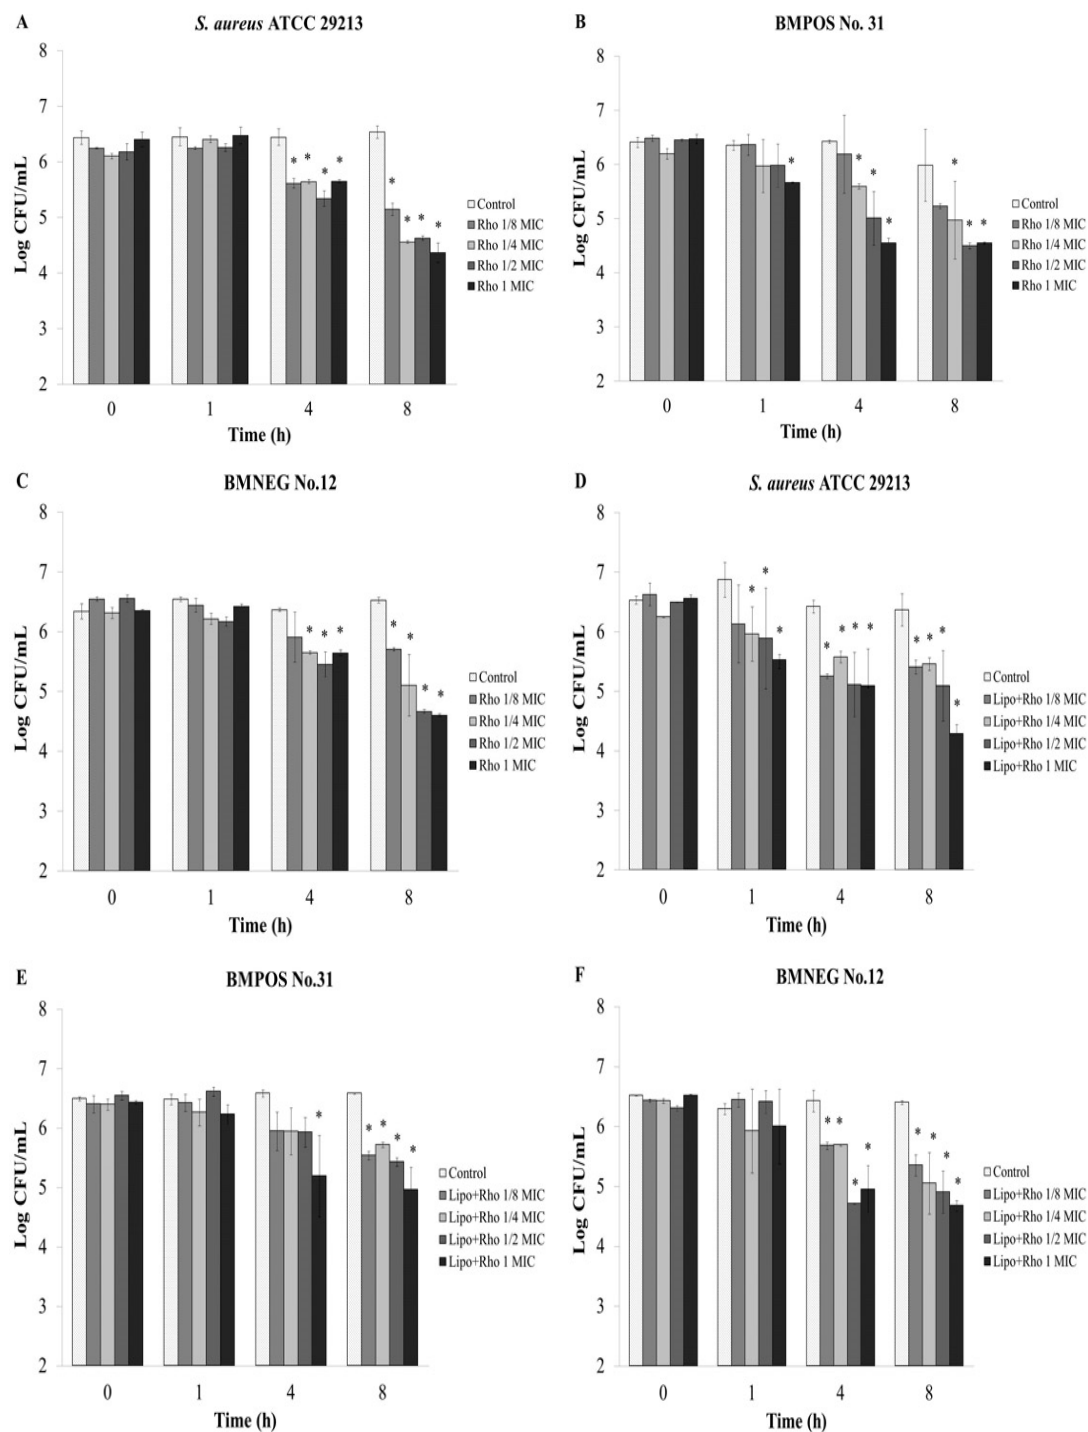 A
S. aureus ATCC 29213
8
7
6
5
4
3
2
Log CFU/mL
* * * *
* * * *
0 1 4 8
Time (h)
Control
Rho 1/8 MIC
Rho 1/4 MIC
Rho 1/2 MIC
Rho 1 MIC
B
BMPOS No. 31
8
7
6
5
4
3
2
Log CFU/mL
*
* * *
* * *
0 1 4 8
Time (h)
Control
Rho 1/8 MIC
Rho 1/4 MIC
Rho 1/2 MIC
Rho 1 MIC
C
BMNEG No.12
8
7
6
5
4
3
2
Log CFU/mL
* * *
* * * *
0 1 4 8
Time (h)
Control
Rho 1/8 MIC
Rho 1/4 MIC
Rho 1/2 MIC
Rho 1 MIC
D
S. aureus ATCC 29213
8
7
6
5
4
3
2
Log CFU/mL
* * *
* * * *
* * * *
0 1 4 8
Time (h)
Control
Lipo+Rho 1/8 MIC
Lipo+Rho 1/4 MIC
Lipo+Rho 1/2 MIC
Lipo+Rho 1 MIC
E
BMPOS No.31
8
7
6
5
4
3
2
Log CFU/mL
*
* * * *
0 1 4 8
Time (h)
Control
Lipo+Rho 1/8 MIC
Lipo+Rho 1/4 MIC
Lipo+Rho 1/2 MIC
Lipo+Rho 1 MIC
F
BMNEG No.12
8
7
6
5
4
3
2
Log CFU/mL
* * * *
* * * *
0 1 4 8
Time (h)
Control
Lipo+Rho 1/8 MIC
Lipo+Rho 1/4 MIC
Lipo+Rho 1/2 MIC
Lipo+Rho 1 MIC